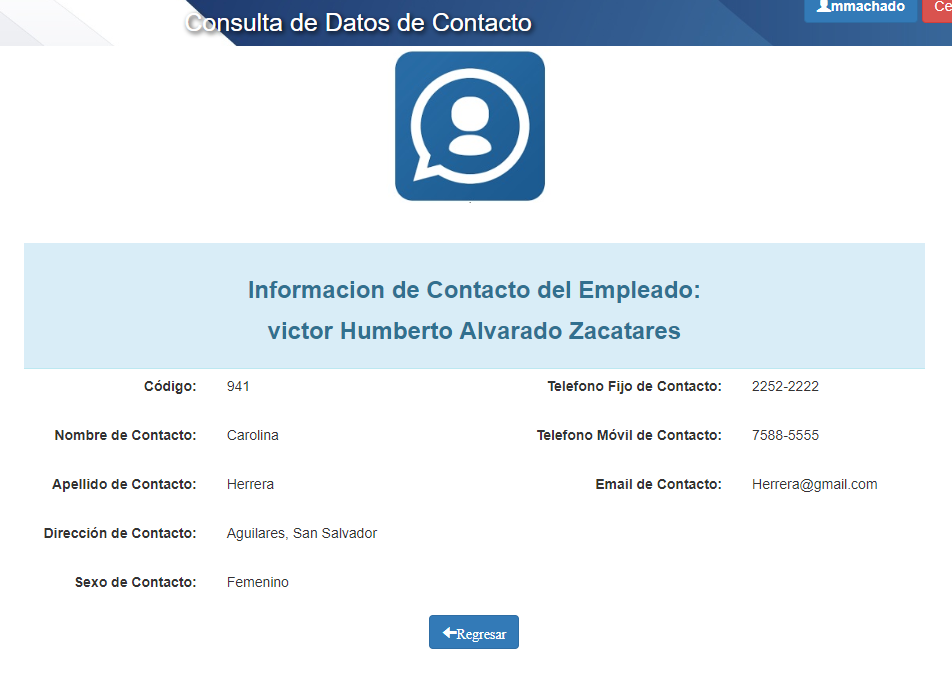 Consulta de Datos de Contacto
mmachado
Ce
Informacion de Contacto del Empleado:
victor Humberto Alvarado Zacatares
Código: 941 Telefono Fijo de Contacto: 2252-2222
Nombre de Contacto: Carolina Telefono Móvil de Contacto: 7588-5555
Apellido de Contacto: Herrera Email de Contacto: Herrera@gmail.com
Dirección de Contacto: Aguilares, San Salvador
Sexo de Contacto: Femenino
Regresar